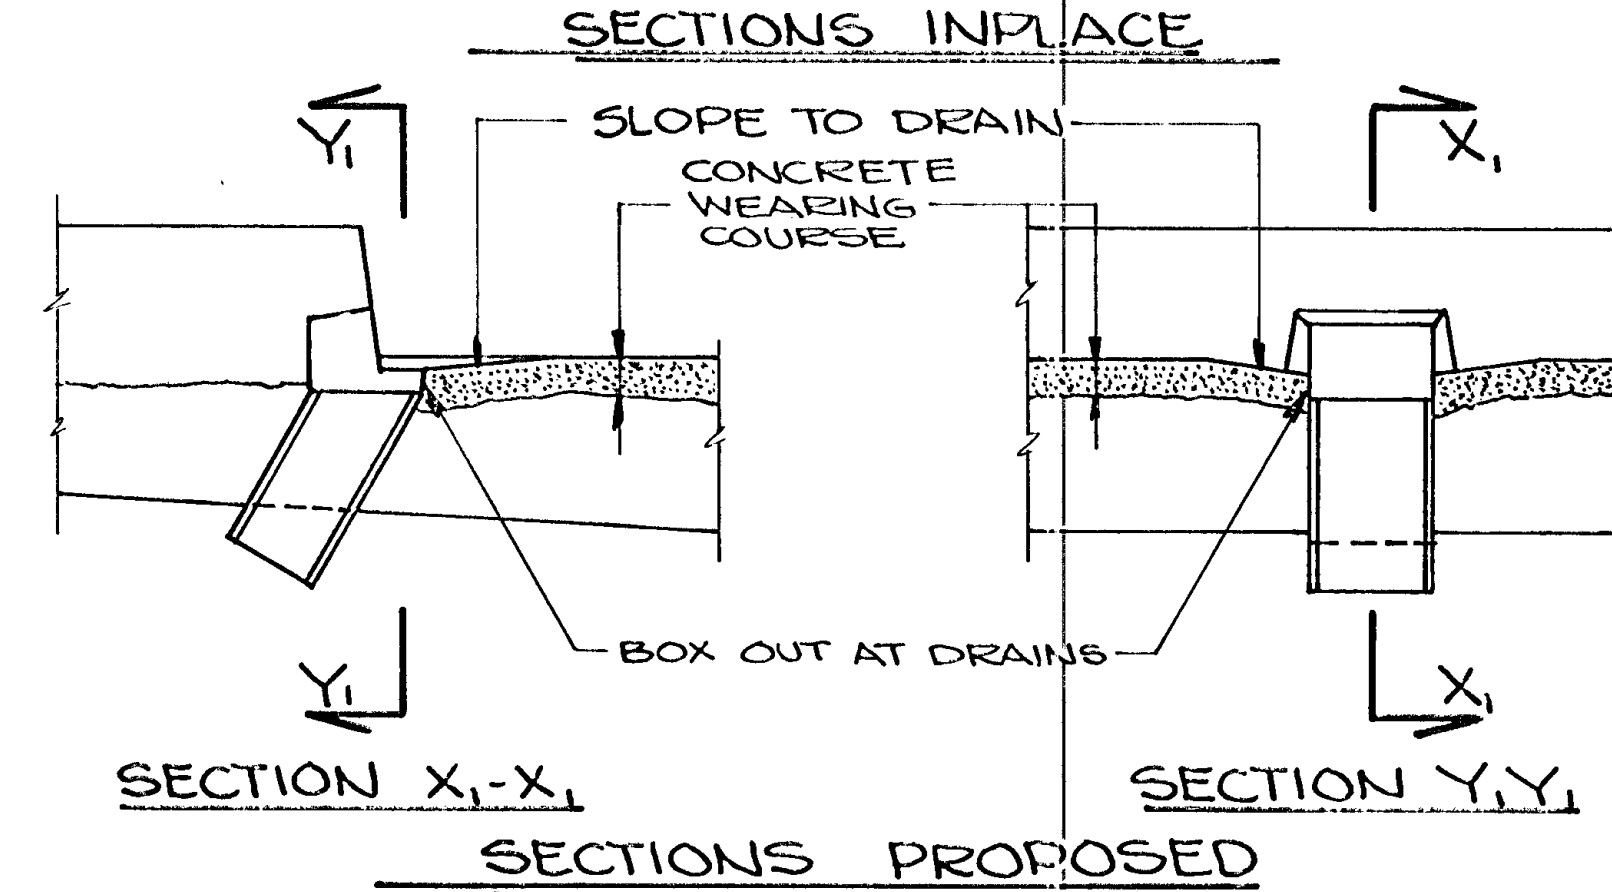 SECTIONS INPLACE
Y₁
SLOPE TO DRAIN
X₁
CONCRETE
WEARING
COURSE
BOX OUT AT DRAINS
Y₁
X₁
SECTION X₁-X₁
SECTION Y₁Y₁
SECTIONS PROPOSED